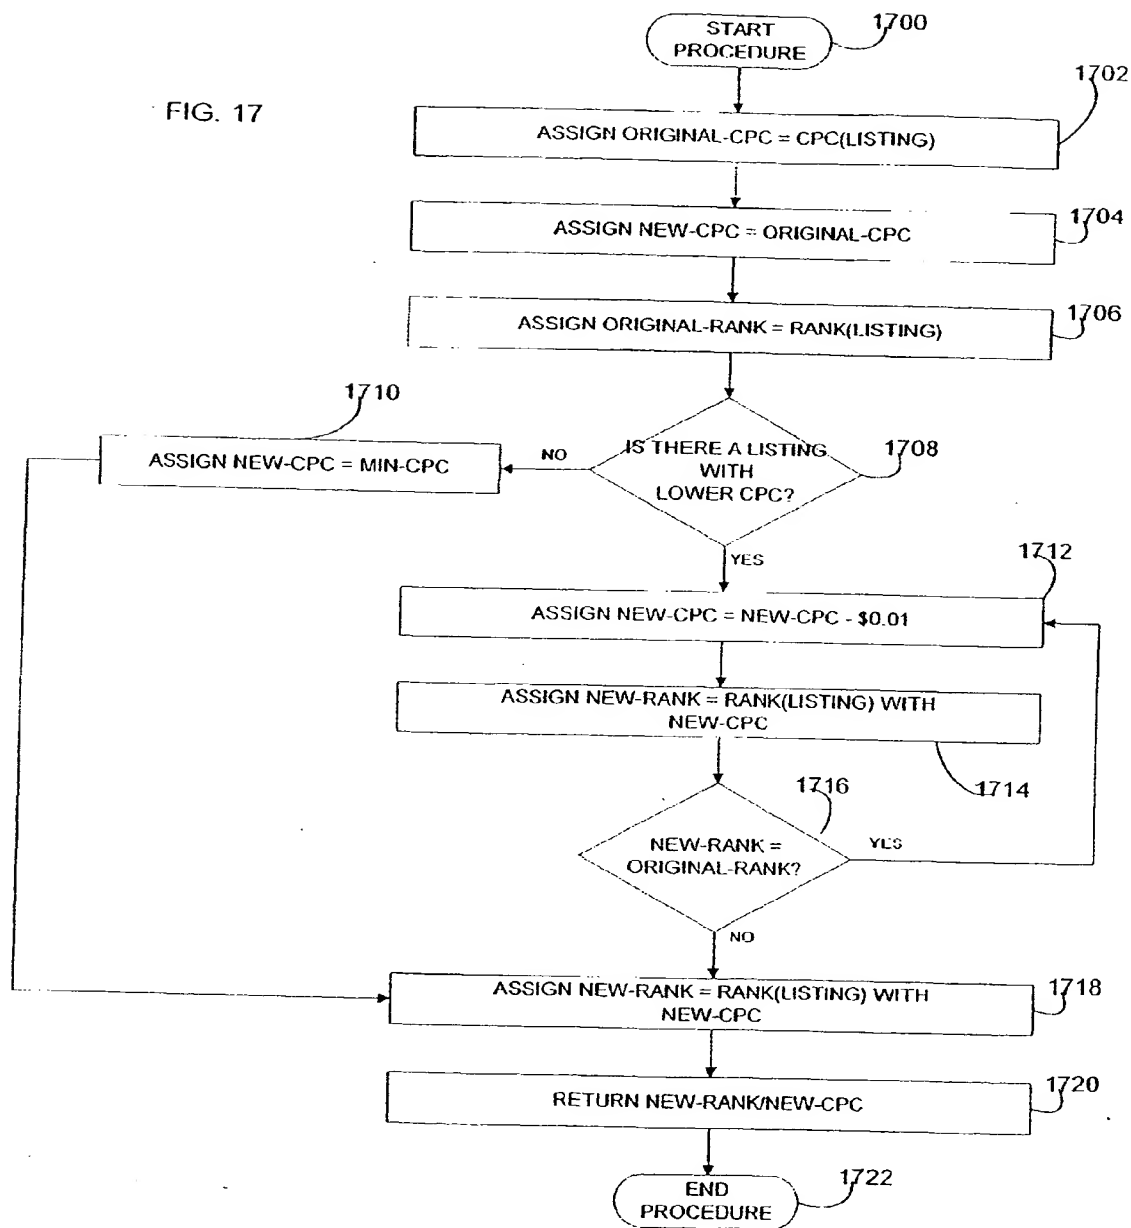 START
PROCEDURE
1700
1702
FIG. 17
ASSIGN ORIGINAL-CPC = CPC(LISTING)
ASSIGN NEW-CPC = ORIGINAL-CPC
1704
ASSIGN ORIGINAL-RANK = RANK(LISTING)
1706
1710
ASSIGN NEW-CPC = MIN-CPC
NO
IS THERE A LISTING
WITH
LOWER CPC?
1708
YES
1712
ASSIGN NEW-CPC = NEW-CPC - $0.01
ASSIGN NEW-RANK = RANK(LISTING) WITH
NEW-CPC
1714
1716
NEW-RANK =
ORIGINAL-RANK?
YES
NO
ASSIGN NEW-RANK = RANK(LISTING) WITH
NEW-CPC
1718
RETURN NEW-RANK/NEW-CPC
1720
END
PROCEDURE
1722